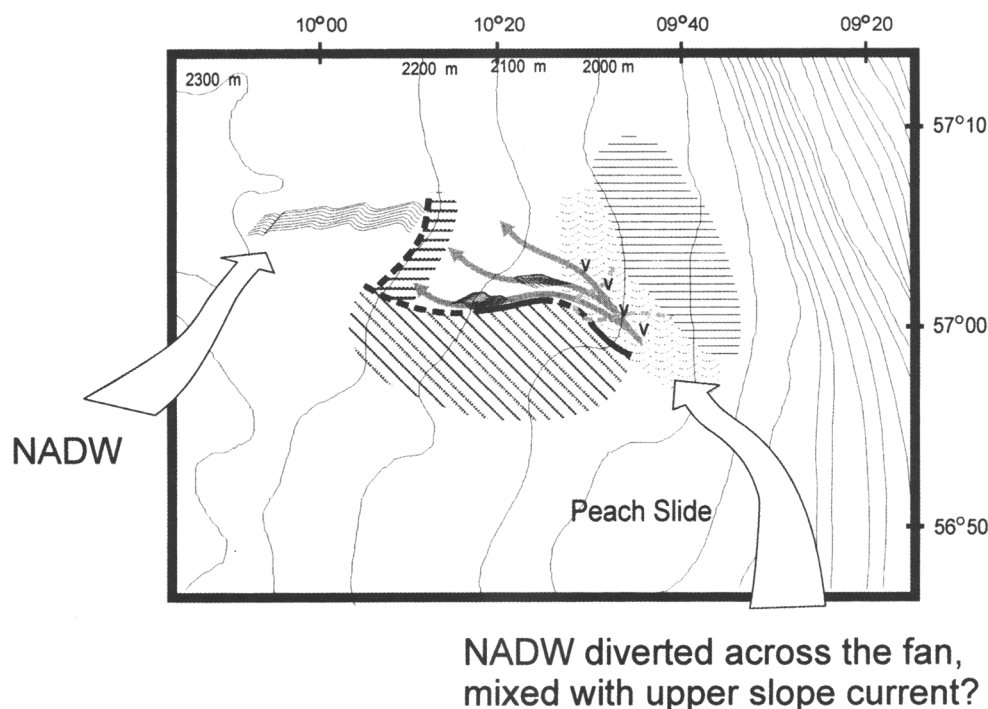 10°00 10°20 09°40 09°20
2300 m 2200 m 2100 m 2000 m
57°10
V
V
57°00
V
V
NADW
Peach Slide
56°50
NADW diverted across the fan,
mixed with upper slope current?